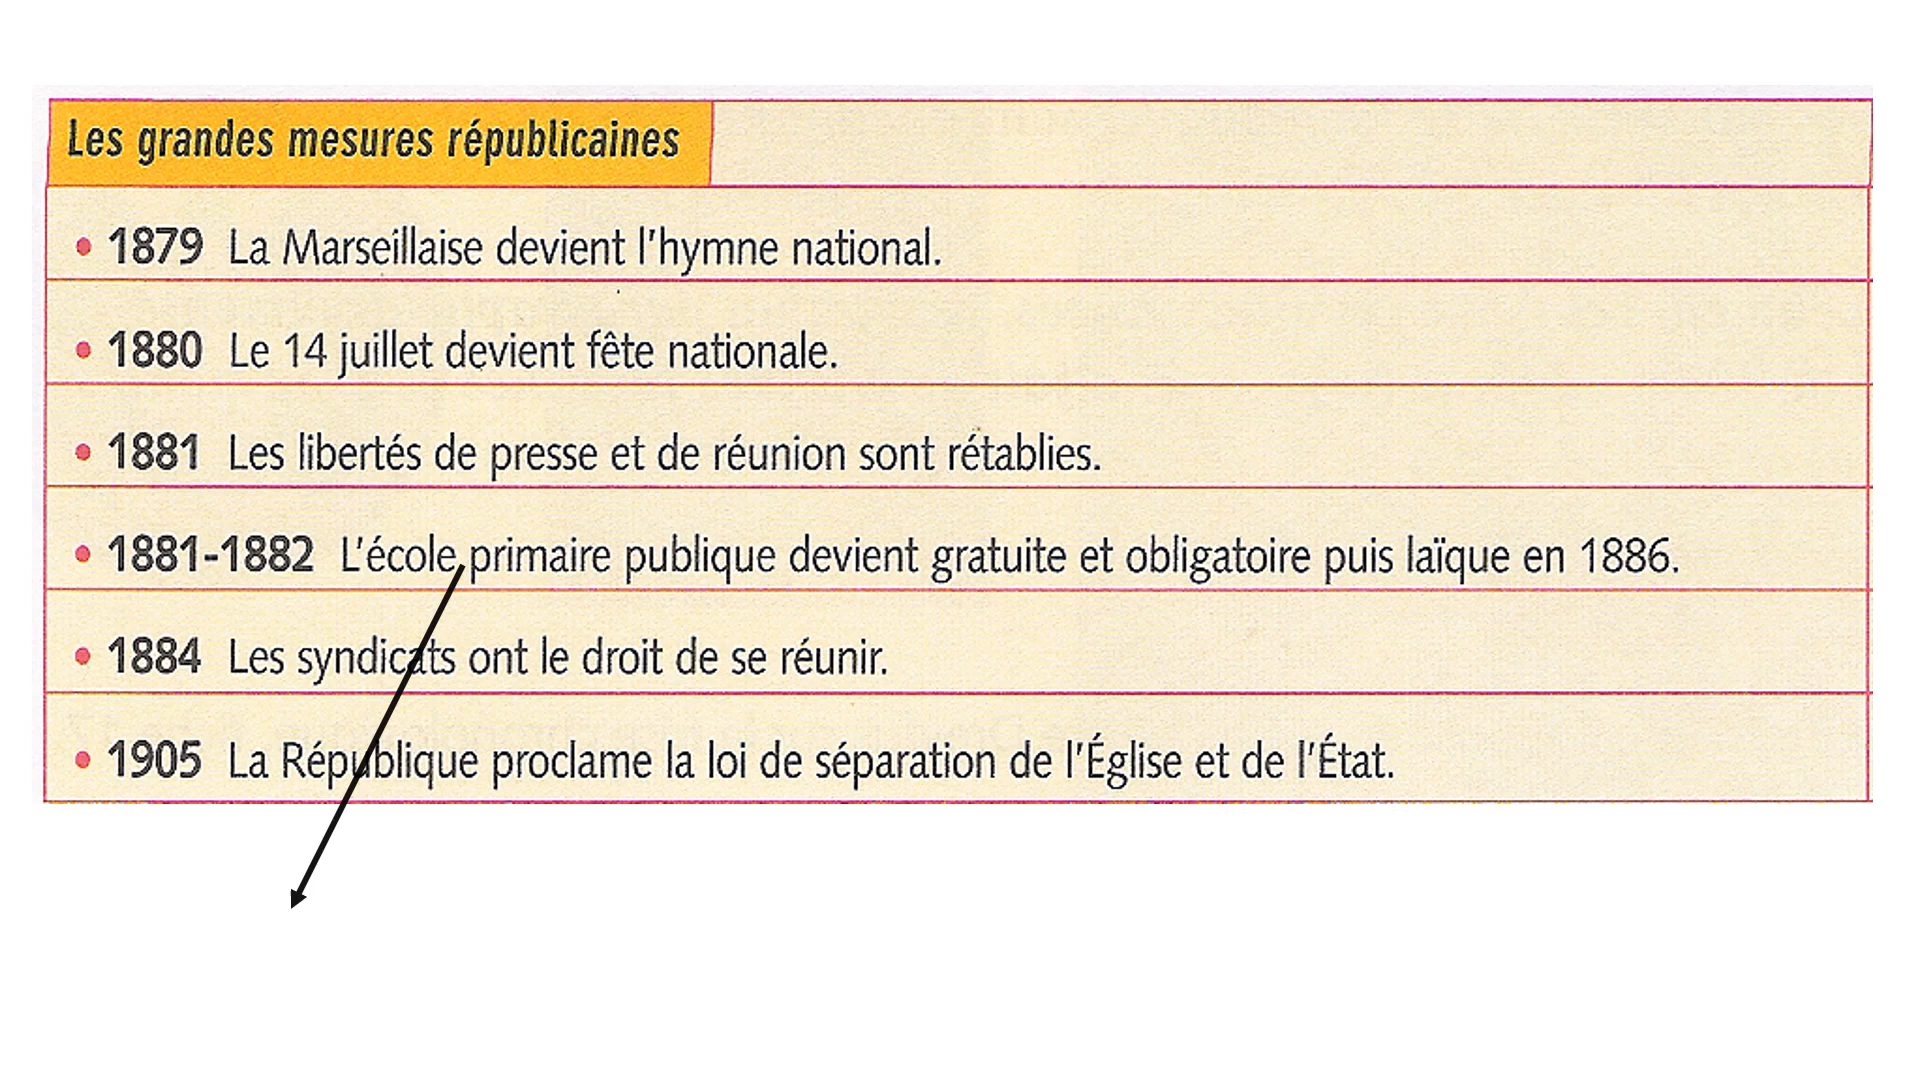 Les grandes mesures républicaines
• 1879 La Marseillaise devient l'hymne national.
• 1880 Le 14 juillet devient fête nationale.
• 1881 Les libertés de presse et de réunion sont rétablies.
• 1881-1882 L'école primaire publique devient gratuite et obligatoire puis laïque en 1886.
• 1884 Les syndicats ont le droit de se réunir.
• 1905 La République proclame la loi de séparation de l'Église et de l'État.